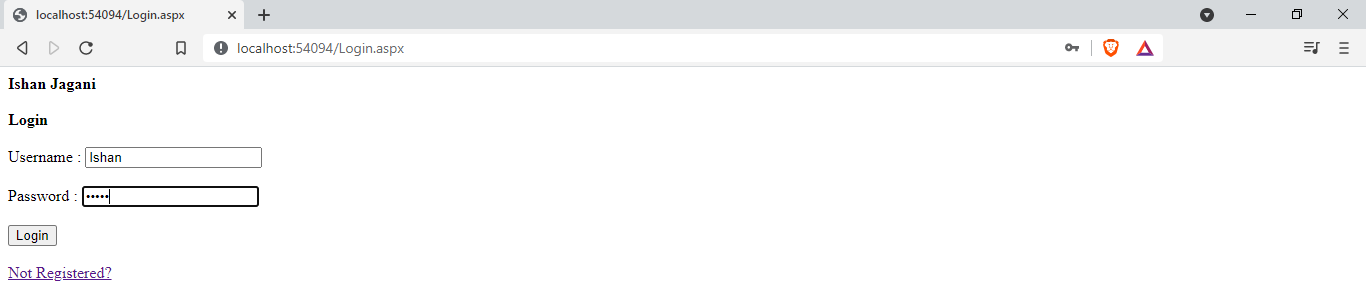 localhost:54094/Login.aspx
localhost:54094/Login.aspx
Ishan Jagani
Login
Username : Ishan
Password : •••••
Login
Not Registered?